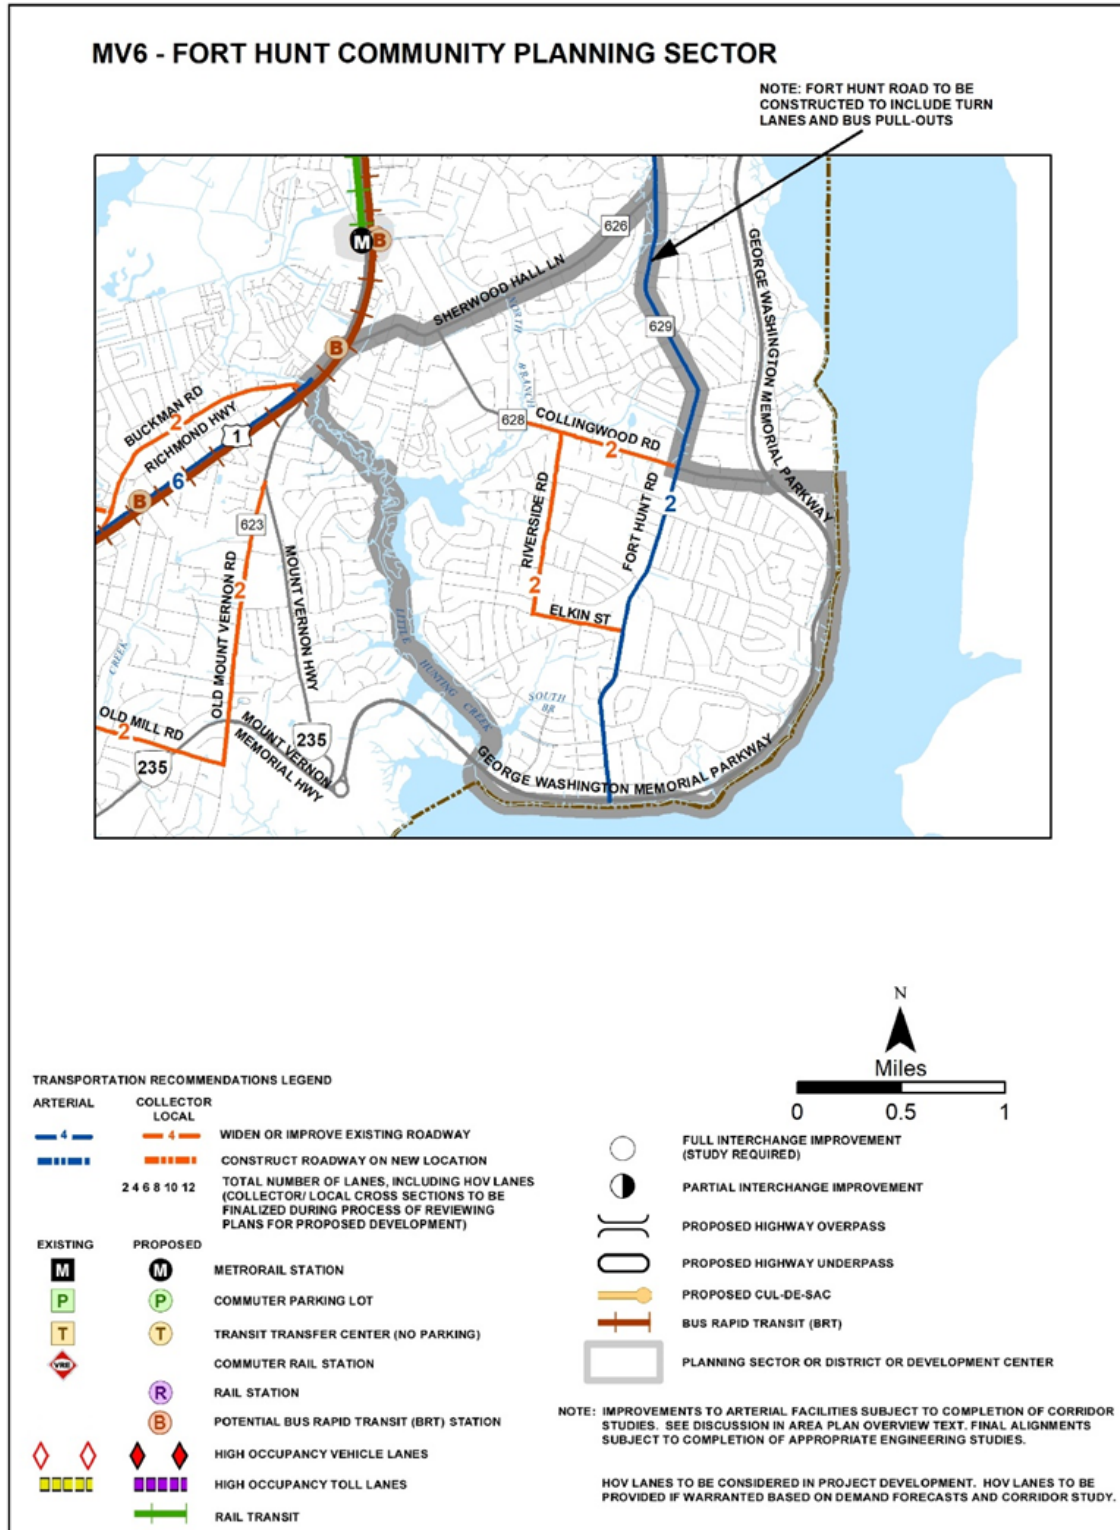 MV6 - FORT HUNT COMMUNITY PLANNING SECTOR
NOTE: FORT HUNT ROAD TO BE
CONSTRUCTED TO INCLUDE TURN
LANES AND BUS PULL-OUTS
626
M
B
SHERWOOD HALL LN
NORTH
BRANCH
629
GEORGE WASHINGTON MEMORIAL PARKWAY
GEORGE WASHINGTON MEMORIAL PARKWAY
B
BUCKMAN RD
2
RICHMOND HWY
1
6
B
628
COLLINGWOOD RD
2
RIVERSIDE RD
2
FORT HUNT RD
2
ELKIN ST
623
OLD MOUNT VERNON RD
2
MOUNT VERNON HWY
LITTLE
HUNTING
CREEK
CREEK
SOUTH
BR
OLD MILL RD
2
235
MOUNT VERNON
MEMORIAL HWY
235
N
Miles
0 0.5 1
TRANSPORTATION RECOMMENDATIONS LEGEND
ARTERIAL
COLLECTOR
LOCAL
4 4 WIDEN OR IMPROVE EXISTING ROADWAY
CONSTRUCT ROADWAY ON NEW LOCATION
2 4 6 8 10 12 TOTAL NUMBER OF LANES, INCLUDING HOV LANES
(COLLECTOR/ LOCAL CROSS SECTIONS TO BE
FINALIZED DURING PROCESS OF REVIEWING
PLANS FOR PROPOSED DEVELOPMENT)
EXISTING PROPOSED
M M METRORAIL STATION
P P COMMUTER PARKING LOT
T T TRANSIT TRANSFER CENTER (NO PARKING)
VRE COMMUTER RAIL STATION
R RAIL STATION
B POTENTIAL BUS RAPID TRANSIT (BRT) STATION
HIGH OCCUPANCY VEHICLE LANES
HIGH OCCUPANCY TOLL LANES
RAIL TRANSIT
FULL INTERCHANGE IMPROVEMENT
(STUDY REQUIRED)
PARTIAL INTERCHANGE IMPROVEMENT
PROPOSED HIGHWAY OVERPASS
PROPOSED HIGHWAY UNDERPASS
PROPOSED CUL-DE-SAC
BUS RAPID TRANSIT (BRT)
PLANNING SECTOR OR DISTRICT OR DEVELOPMENT CENTER
NOTE: IMPROVEMENTS TO ARTERIAL FACILITIES SUBJECT TO COMPLETION OF CORRIDOR
STUDIES. SEE DISCUSSION IN AREA PLAN OVERVIEW TEXT. FINAL ALIGNMENTS
SUBJECT TO COMPLETION OF APPROPRIATE ENGINEERING STUDIES.
HOV LANES TO BE CONSIDERED IN PROJECT DEVELOPMENT. HOV LANES TO BE
PROVIDED IF WARRANTED BASED ON DEMAND FORECASTS AND CORRIDOR STUDY.